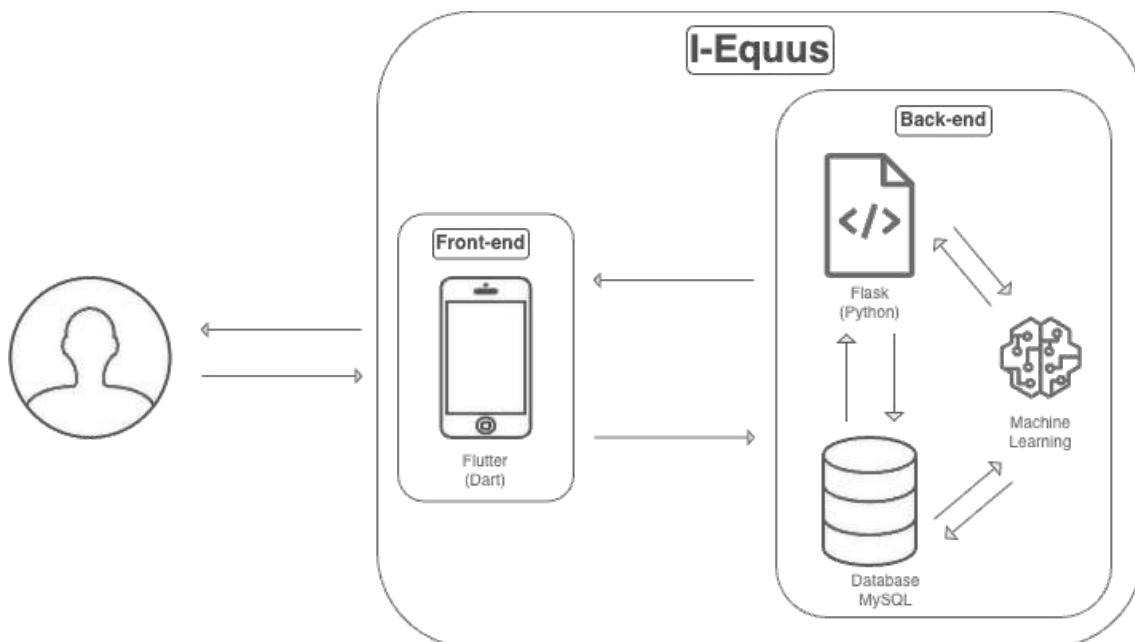 I-Equus
Back-end
</>
Front-end
Flask
(Python)
Machine
Learning
Flutter
(Dart)
Database
MySQL